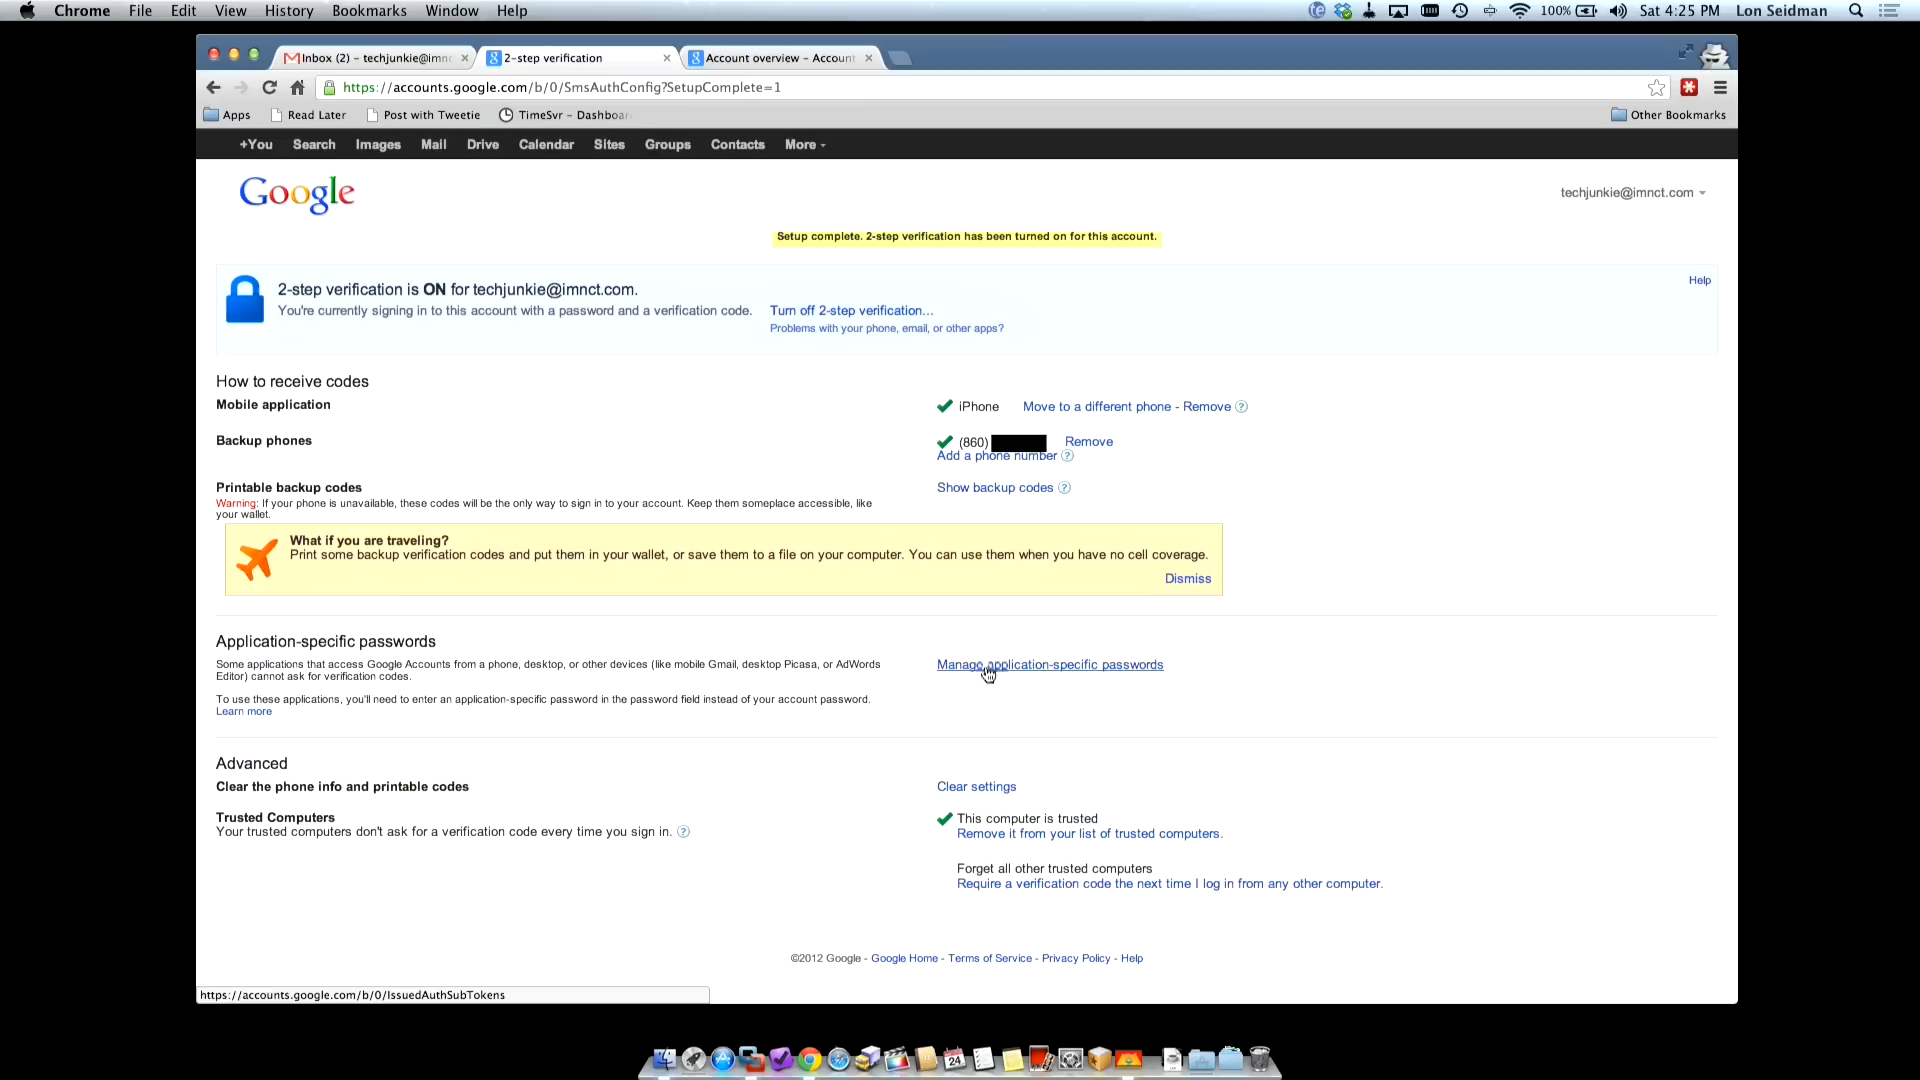 Chrome File Edit View History Bookmarks Window Help 100% Sat 4:25 PM Lon Seidman
Inbox (2) – techjunkie@imnc 2-step verification Account overview – Account
https://accounts.google.com/b/0/SmsAuthConfig?SetupComplete=1
Apps Read Later Post with Tweetie TimeSvr – Dashboar Other Bookmarks
+You Search Images Mail Drive Calendar Sites Groups Contacts More
Google
techjunkie@imnct.com
Setup complete. 2-step verification has been turned on for this account.
Help
2-step verification is ON for techjunkie@imnct.com.
You're currently signing in to this account with a password and a verification code. Turn off 2-step verification...
Problems with your phone, email, or other apps?
How to receive codes
Mobile application iPhone Move to a different phone - Remove ?
Backup phones (860) Remove
Add a phone number ?
Printable backup codes Show backup codes ?
Warning: If your phone is unavailable, these codes will be the only way to sign in to your account. Keep them someplace accessible, like
your wallet.
What if you are traveling?
Print some backup verification codes and put them in your wallet, or save them to a file on your computer. You can use them when you have no cell coverage.
Dismiss
Application-specific passwords
Some applications that access Google Accounts from a phone, desktop, or other devices (like mobile Gmail, desktop Picasa, or AdWords Manage application-specific passwords
Editor) cannot ask for verification codes.
To use these applications, you'll need to enter an application-specific password in the password field instead of your account password.
Learn more
Advanced
Clear the phone info and printable codes Clear settings
Trusted Computers This computer is trusted
Your trusted computers don't ask for a verification code every time you sign in. ? Remove it from your list of trusted computers.
Forget all other trusted computers
Require a verification code the next time I log in from any other computer.
©2012 Google - Google Home - Terms of Service - Privacy Policy - Help
https://accounts.google.com/b/0/IssuedAuthSubTokens
24